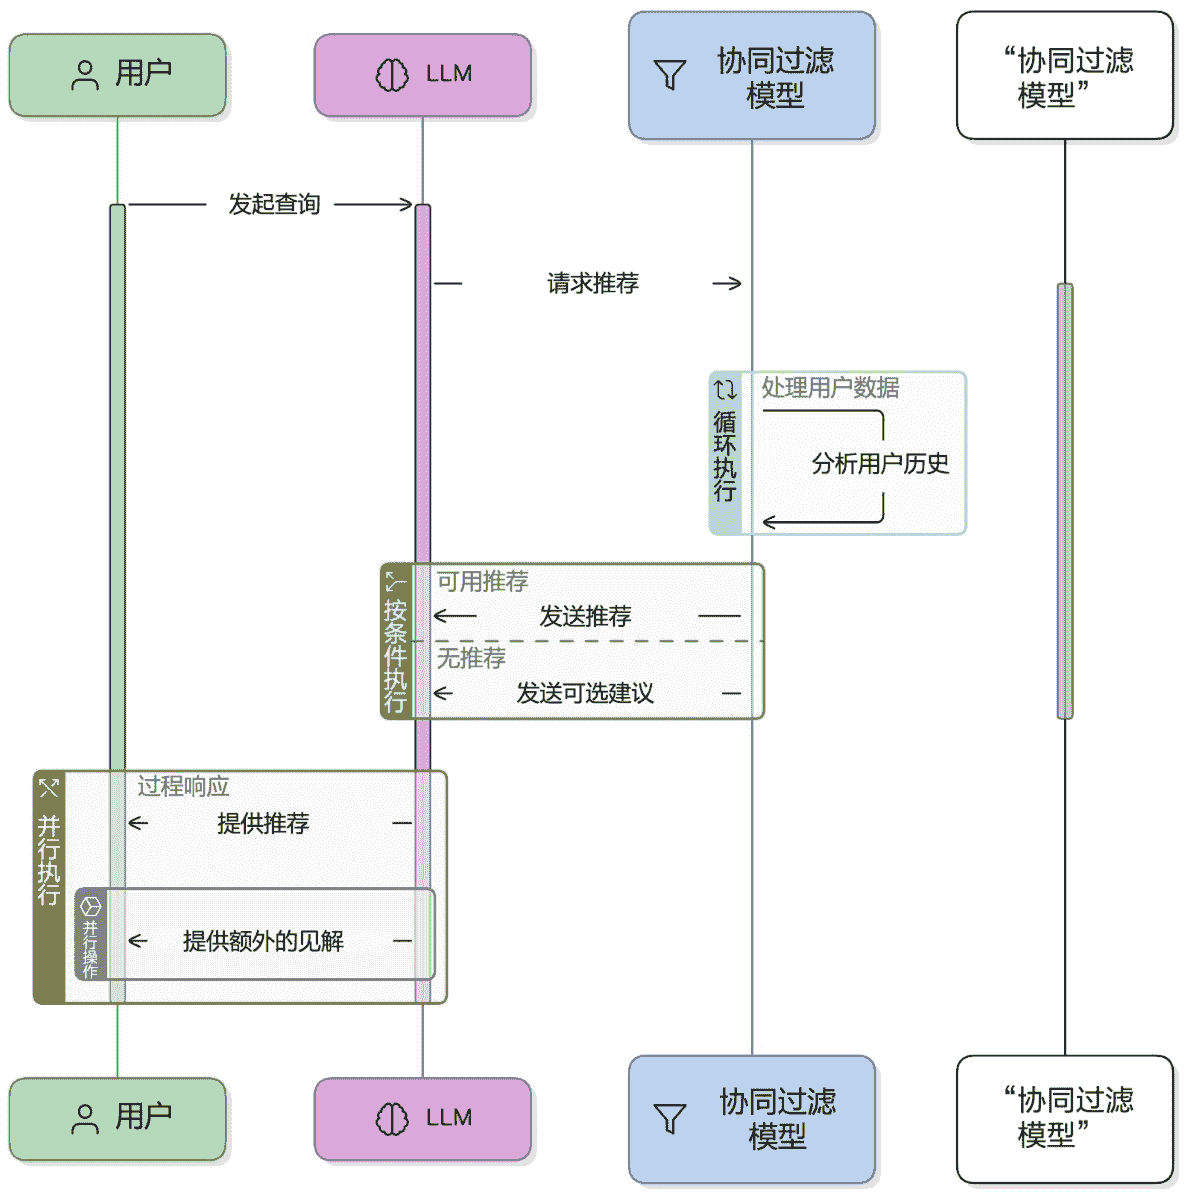 用户
LLM
协同过滤
模型
“协同过滤
模型”
发起查询
请求推荐
循环执行
处理用户数据
分析用户历史
按条件执行
可用推荐
发送推荐
无推荐
发送可选建议
并行执行
过程响应
提供推荐
并行操作
提供额外的见解
用户
LLM
协同过滤
模型
“协同过滤
模型”